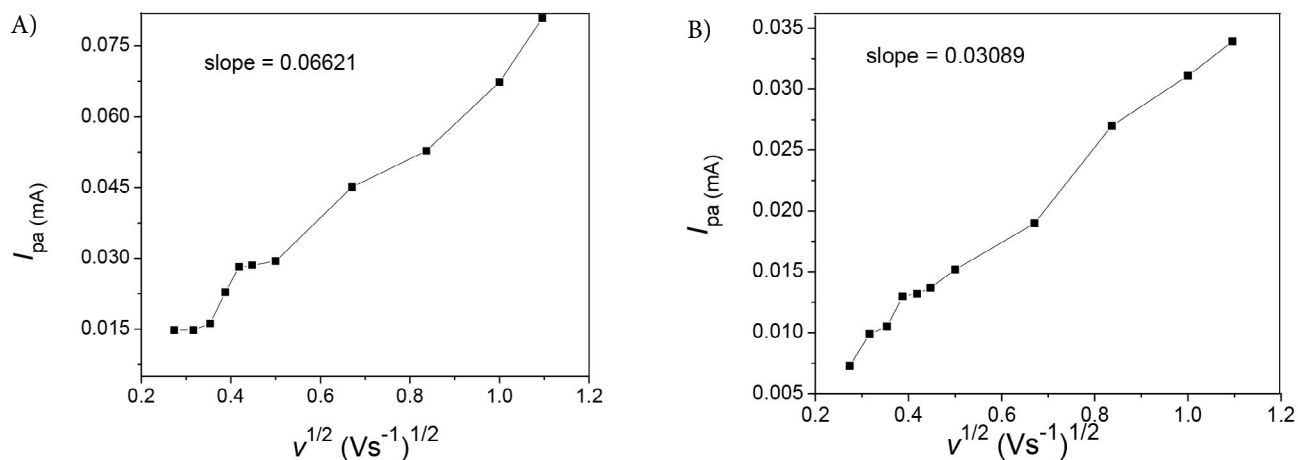 A)
slope = 0.06621
0.075
0.060
0.045
0.030
0.015
I pa (mA)
0.2 0.4 0.6 0.8 1.0 1.2
v^1/2 (Vs^-1)^1/2
B)
slope = 0.03089
0.035
0.030
0.025
0.020
0.015
0.010
0.005
I pa (mA)
0.2 0.4 0.6 0.8 1.0 1.2
v^1/2 (Vs^-1)^1/2